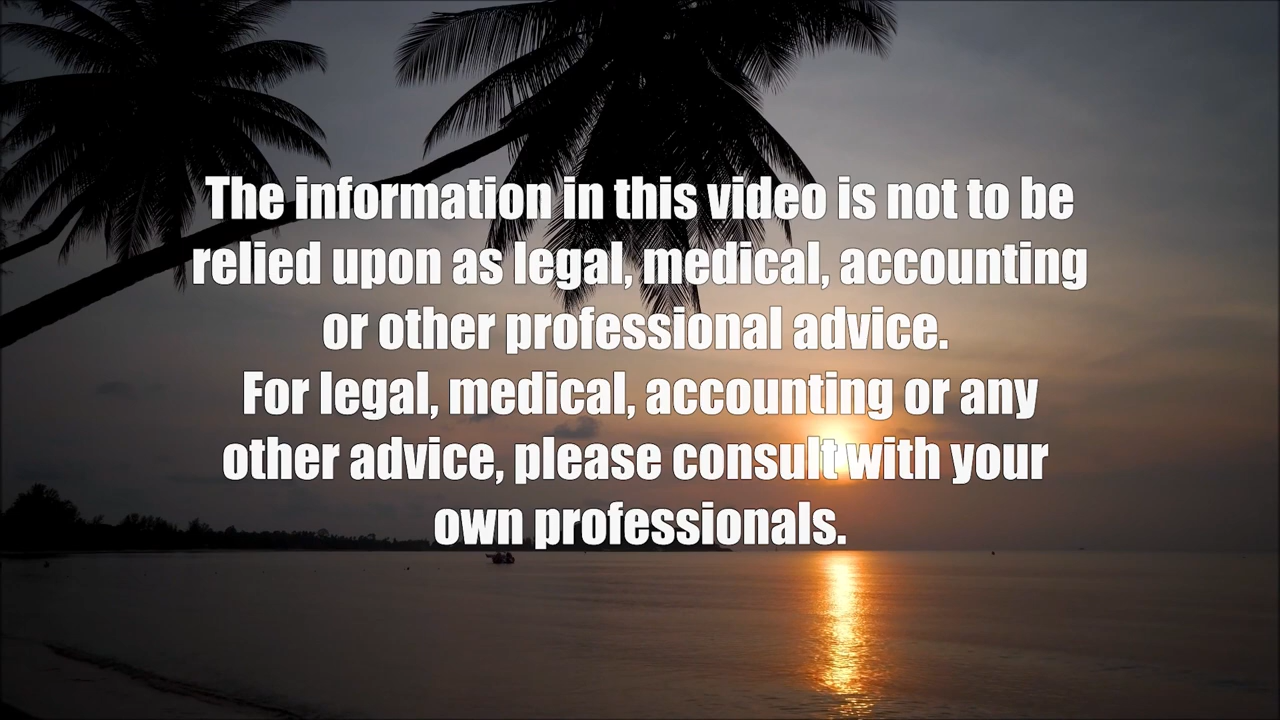 The information in this video is not to be
relied upon as legal, medical, accounting
or other professional advice.
For legal, medical, accounting or any
other advice, please consult with your
own professionals.